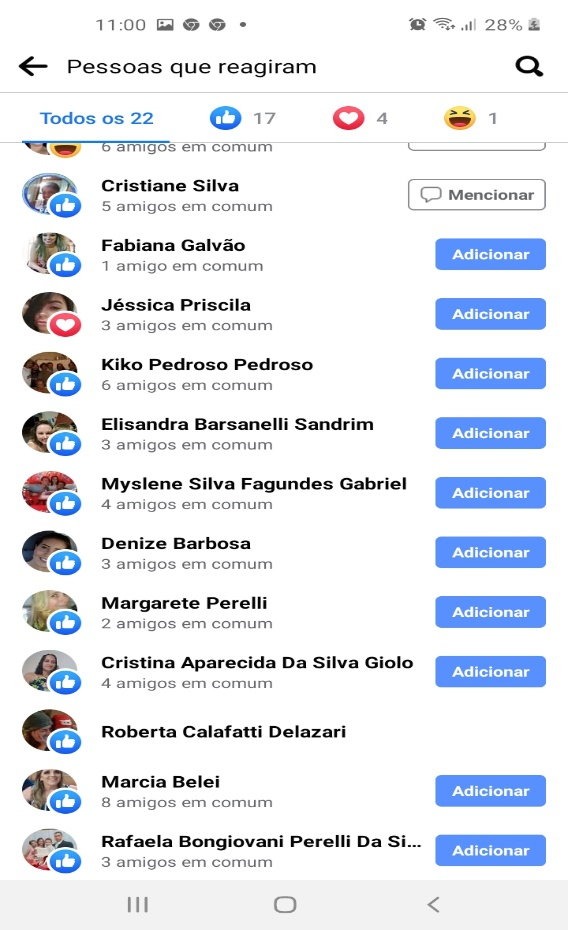 11:00
28%
Pessoas que reagiram
Todos os 22
17
4
1
6 amigos em comum
Cristiane Silva
5 amigos em comum
Mencionar
Fabiana Galvão
1 amigo em comum
Adicionar
Jéssica Priscila
3 amigos em comum
Adicionar
Kiko Pedroso Pedroso
6 amigos em comum
Adicionar
Elisandra Barsanelli Sandrim
3 amigos em comum
Adicionar
Myslene Silva Fagundes Gabriel
4 amigos em comum
Adicionar
Denize Barbosa
3 amigos em comum
Adicionar
Margarete Perelli
2 amigos em comum
Adicionar
Cristina Aparecida Da Silva Giolo
4 amigos em comum
Adicionar
Roberta Calafatti Delazari
Marcia Belei
8 amigos em comum
Adicionar
Rafaela Bongiovani Perelli Da Si...
3 amigos em comum
Adicionar